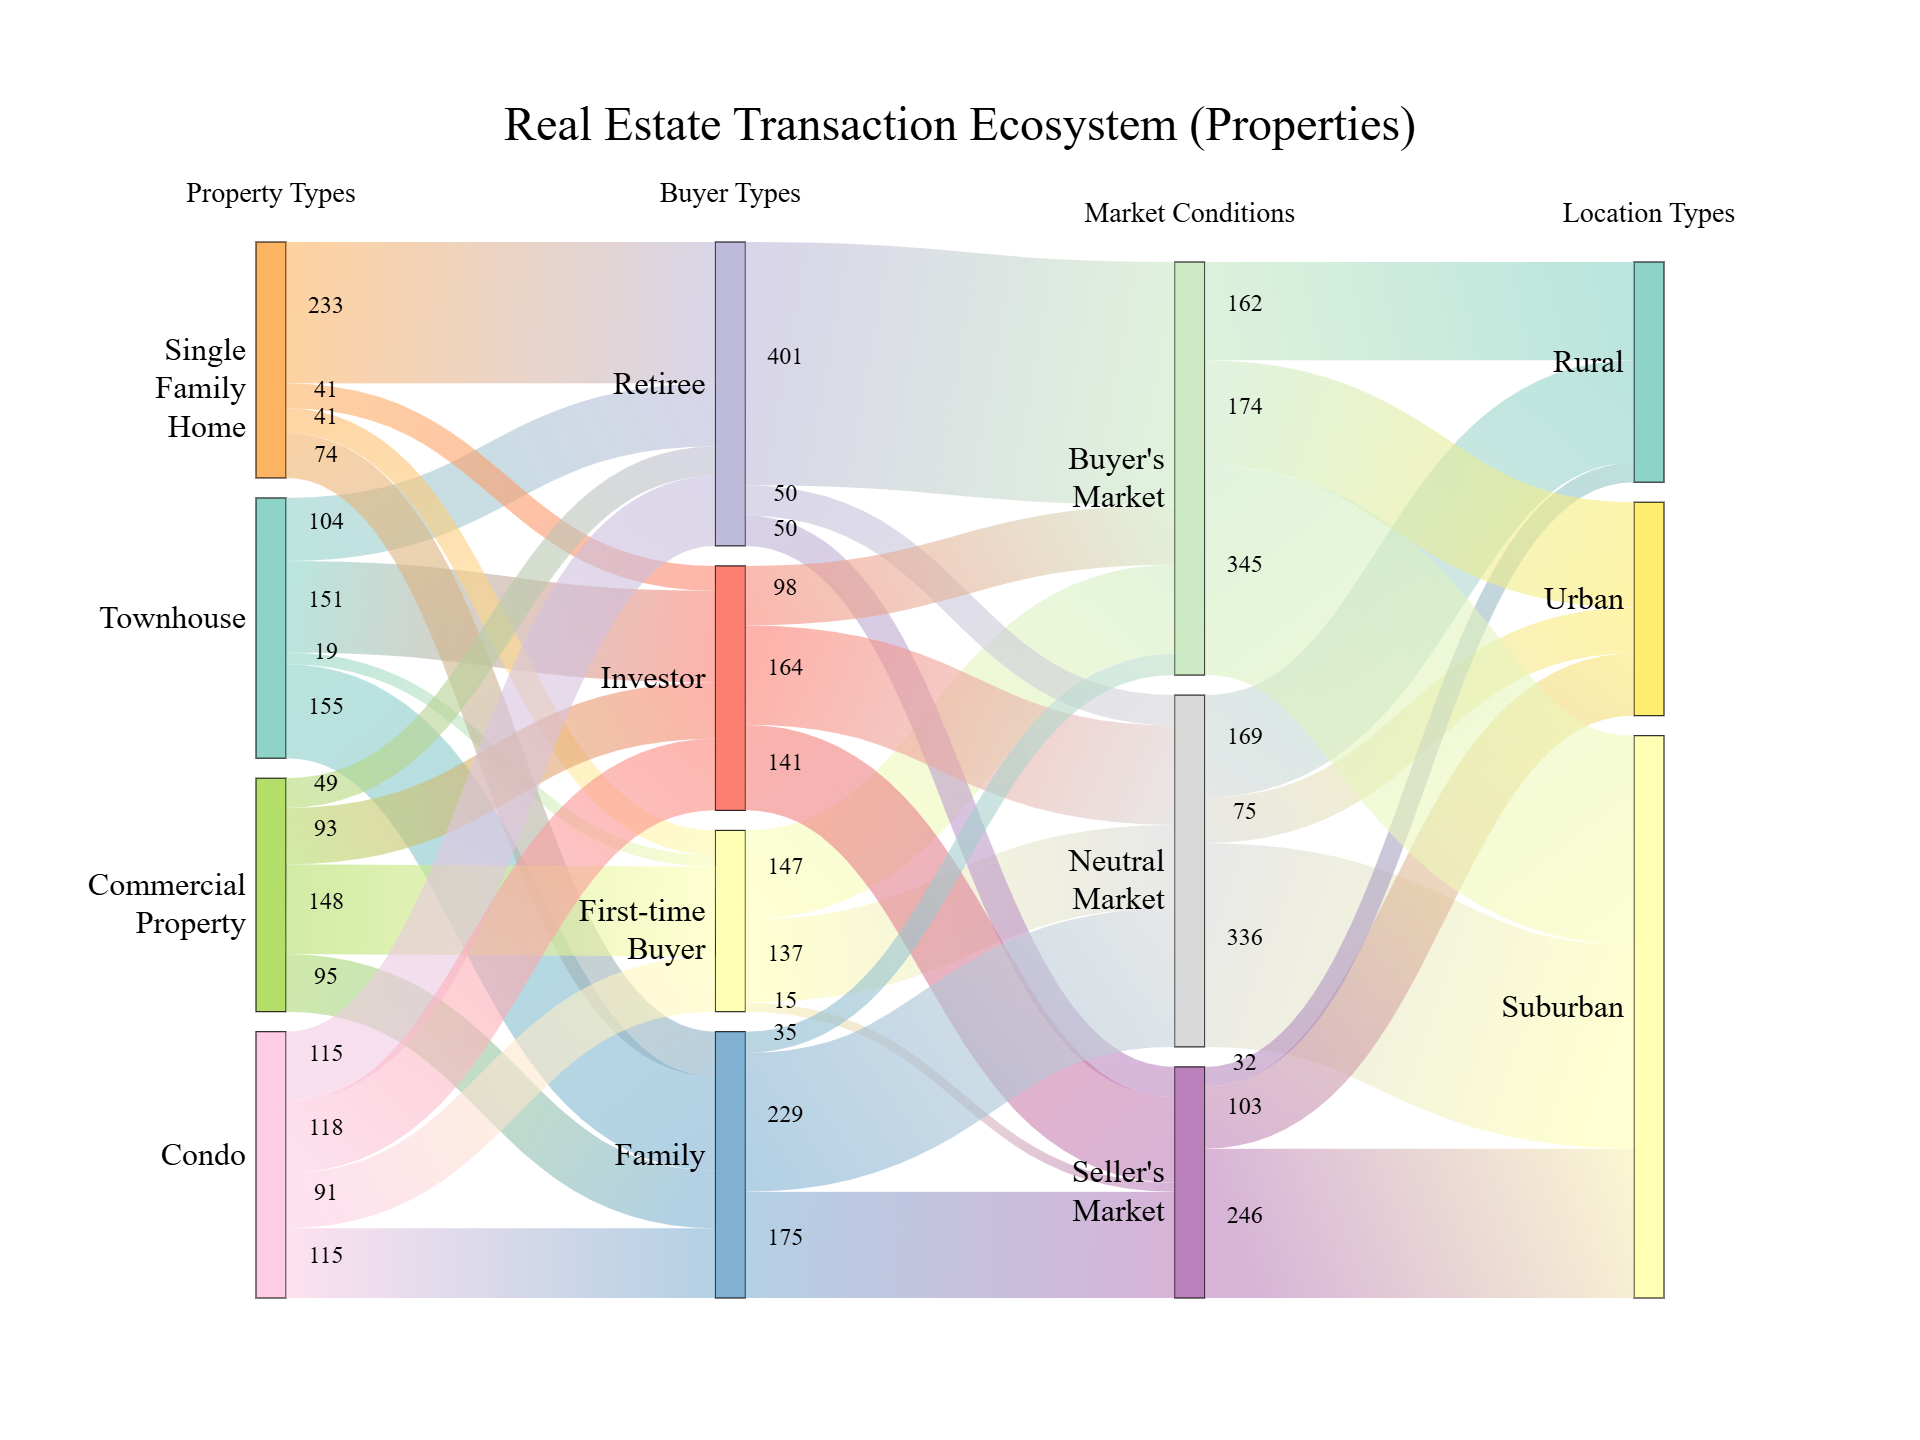 Real Estate Transaction Ecosystem (Properties)
Property Types
Buyer Types
Market Conditions
Location Types
Single
Family
Home
233
41
41
74
Townhouse
104
151
19
155
Commercial
Property
49
93
148
95
Condo
115
118
91
115
Retiree
401
50
50
Investor
98
164
141
First-time
Buyer
147
137
15
Family
35
229
175
Buyer's
Market
162
174
345
Neutral
Market
169
75
336
Seller's
Market
32
103
246
Rural
Urban
Suburban